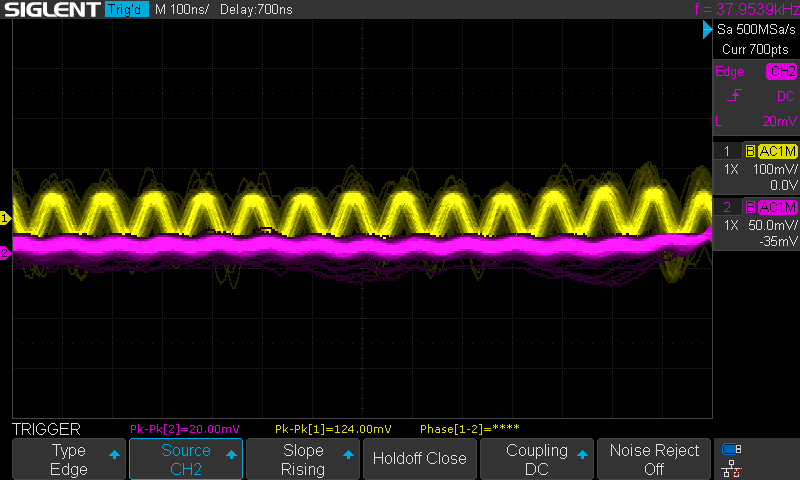 SIGLENT Trig'd M 100ns/ Delay:700ns f = 37.9539kHz
Sa 500MSa/s
Curr 700pts
Edge CH2
DC
L 20mV
1 B AC1M
1X 100mV/
0.0V
2 B AC1M
1X 50.0mV/
-35mV
1
2
TRIGGER Pk-Pk[2]=20.00mV Pk-Pk[1]=124.00mV Phase[1-2]=****
Type
Edge
Source
CH2
Slope
Rising
Holdoff Close
Coupling
DC
Noise Reject
Off